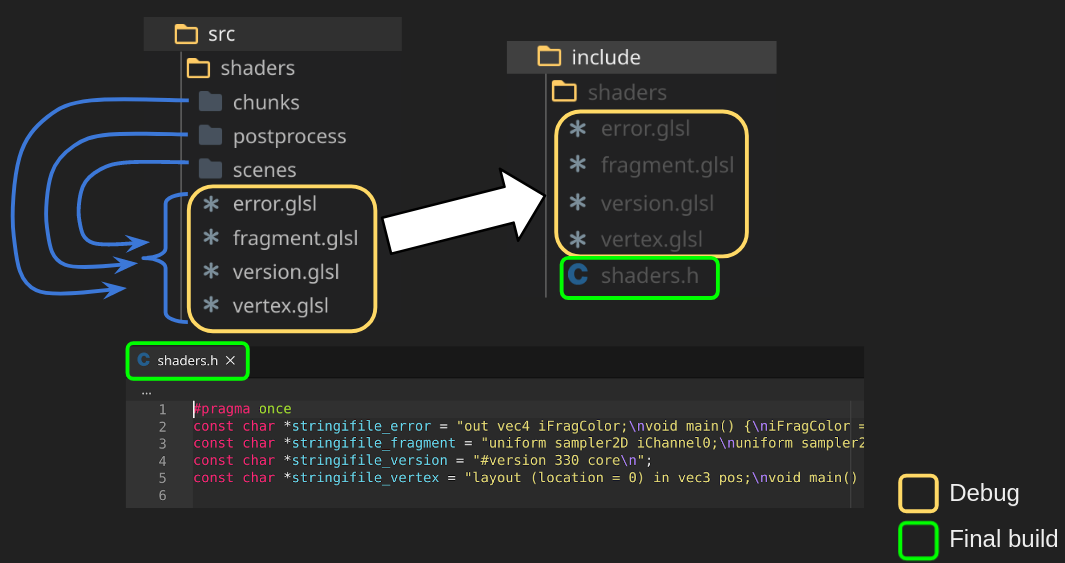 src
shaders
chunks
postprocess
scenes
error.glsl
fragment.glsl
version.glsl
vertex.glsl
include
shaders
error.glsl
fragment.glsl
version.glsl
vertex.glsl
shaders.h
shaders.h ×
...
1 #pragma once
2 const char *stringifile_error = "out vec4 iFragColor;\nvoid main() {\niFragColor =
3 const char *stringifile_fragment = "uniform sampler2D iChannel0;\nuniform sampler2
4 const char *stringifile_version = "#version 330 core\n";
5 const char *stringifile_vertex = "layout (location = 0) in vec3 pos;\nvoid main()
6
Debug
Final build